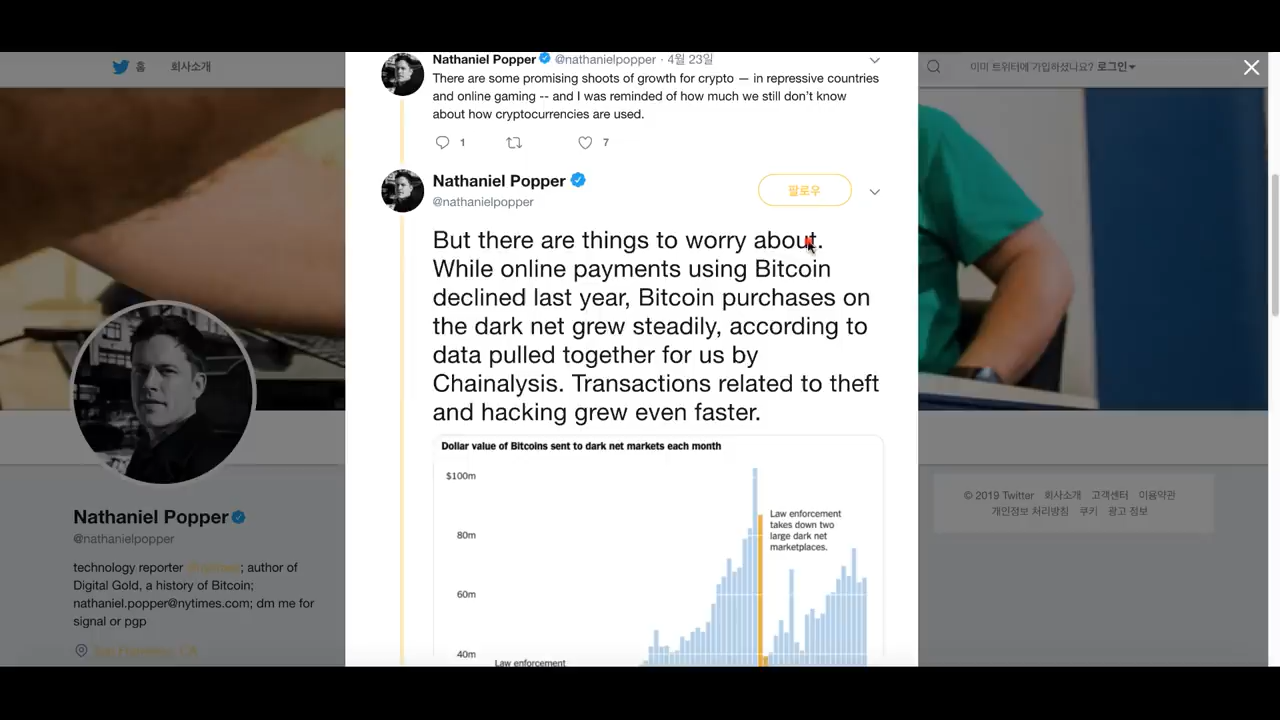 홈 회사소개
이미 트위터에 가입하셨나요? 로그인
Nathaniel Popper @nathanielpopper · 4월 23일
There are some promising shoots of growth for crypto — in repressive countries
and online gaming -- and I was reminded of how much we still don't know
about how cryptocurrencies are used.
1 7
Nathaniel Popper
@nathanielpopper
팔로우
But there are things to worry about.
While online payments using Bitcoin
declined last year, Bitcoin purchases on
the dark net grew steadily, according to
data pulled together for us by
Chainalysis. Transactions related to theft
and hacking grew even faster.
Dollar value of Bitcoins sent to dark net markets each month
$100m
80m
60m
40m
Law enforcement
takes down two
large dark net
marketplaces.
Law enforcement
Nathaniel Popper
@nathanielpopper
technology reporter ; author of
Digital Gold, a history of Bitcoin;
nathaniel.popper@nytimes.com; dm me for
signal or pgp
© 2019 Twitter 회사소개 고객센터 이용약관
개인정보 처리방침 쿠키 광고 정보